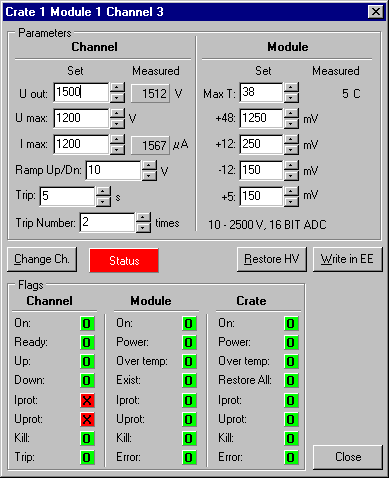 Crate 1 Module 1 Channel 3
Parameters
Channel
Set Measured
U out: 1500 1512 V
U max: 1200 V
I max: 1200 1567 µA
Ramp Up/Dn: 10 V
Trip: 5 s
Trip Number: 2 times
Module
Set Measured
Max T: 38 5 C
+48: 1250 mV
+12: 250 mV
-12: 150 mV
+5: 150 mV
10 - 2500 V, 16 BIT ADC
Change Ch. Status Restore HV Write in EE
Flags
Channel
On: 0
Ready: 0
Up: 0
Down: 0
Iprot: X
Uprot: X
Kill: 0
Trip: 0
Module
On: 0
Power: 0
Over temp: 0
Exist: 0
Iprot: 0
Uprot: 0
Kill: 0
Error: 0
Crate
On: 0
Power: 0
Over temp: 0
Restore All: 0
Iprot: 0
Uprot: 0
Kill: 0
Error: 0
Close